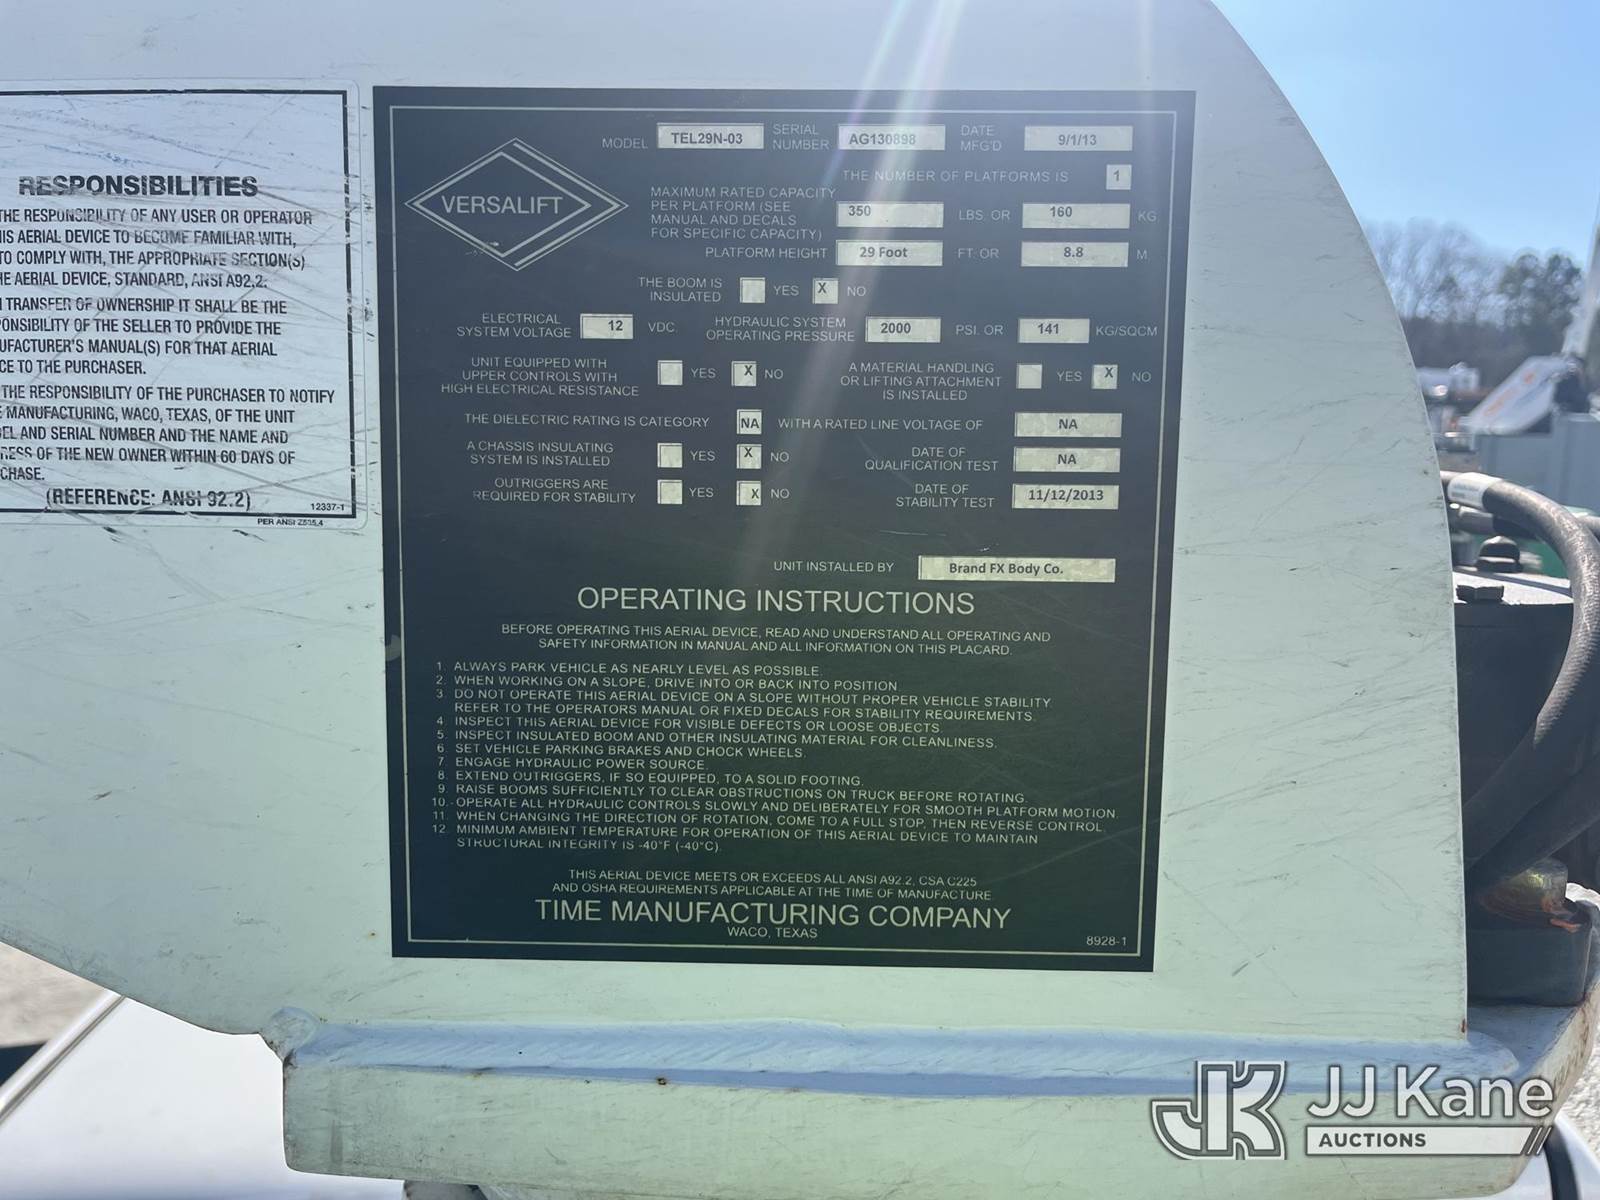 RESPONSIBILITIES
THE RESPONSIBILITY OF ANY USER OR OPERATOR
IS AERIAL DEVICE TO BECOME FAMILIAR WITH,
TO COMPLY WITH, THE APPROPRIATE SECTION(S)
HE AERIAL DEVICE, STANDARD, ANSI A92.2:
TRANSFER OF OWNERSHIP IT SHALL BE THE
PONSIBILITY OF THE SELLER TO PROVIDE THE
UFACTURER'S MANUAL(S) FOR THAT AERIAL
CE TO THE PURCHASER.
THE RESPONSIBILITY OF THE PURCHASER TO NOTIFY
E MANUFACTURING, WACO, TEXAS, OF THE UNIT
EL AND SERIAL NUMBER AND THE NAME AND
RESS OF THE NEW OWNER WITHIN 60 DAYS OF
CHASE.
(REFERENCE: ANSI 92.2)
12337-1
PER ANSI Z535.4
VERSALIFT
MODEL TEL29N-03 SERIAL NUMBER AG130898 DATE MFG'D 9/1/13
THE NUMBER OF PLATFORMS IS 1
MAXIMUM RATED CAPACITY
PER PLATFORM (SEE
MANUAL AND DECALS
FOR SPECIFIC CAPACITY) 350 LBS. OR 160 KG.
PLATFORM HEIGHT 29 Foot FT. OR 8.8 M.
THE BOOM IS
INSULATED YES X NO
ELECTRICAL
SYSTEM VOLTAGE 12 VDC HYDRAULIC SYSTEM
OPERATING PRESSURE 2000 PSI. OR 141 KG/SQCM
UNIT EQUIPPED WITH
UPPER CONTROLS WITH
HIGH ELECTRICAL RESISTANCE YES X NO
A MATERIAL HANDLING
OR LIFTING ATTACHMENT
IS INSTALLED YES X NO
THE DIELECTRIC RATING IS CATEGORY NA WITH A RATED LINE VOLTAGE OF NA
A CHASSIS INSULATING
SYSTEM IS INSTALLED YES X NO
DATE OF
QUALIFICATION TEST NA
OUTRIGGERS ARE
REQUIRED FOR STABILITY YES X NO
DATE OF
STABILITY TEST 11/12/2013
UNIT INSTALLED BY Brand FX Body Co.
OPERATING INSTRUCTIONS
BEFORE OPERATING THIS AERIAL DEVICE, READ AND UNDERSTAND ALL OPERATING AND
SAFETY INFORMATION IN MANUAL AND ALL INFORMATION ON THIS PLACARD.
1. ALWAYS PARK VEHICLE AS NEARLY LEVEL AS POSSIBLE.
2. WHEN WORKING ON A SLOPE, DRIVE INTO OR BACK INTO POSITION.
3. DO NOT OPERATE THIS AERIAL DEVICE ON A SLOPE WITHOUT PROPER VEHICLE STABILITY
REFER TO THE OPERATORS MANUAL OR FIXED DECALS FOR STABILITY REQUIREMENTS.
4. INSPECT THIS AERIAL DEVICE FOR VISIBLE DEFECTS OR LOOSE OBJECTS.
5. INSPECT INSULATED BOOM AND OTHER INSULATING MATERIAL FOR CLEANLINESS.
6. SET VEHICLE PARKING BRAKES AND CHOCK WHEELS.
7. ENGAGE HYDRAULIC POWER SOURCE.
8. EXTEND OUTRIGGERS, IF SO EQUIPPED, TO A SOLID FOOTING.
9. RAISE BOOMS SUFFICIENTLY TO CLEAR OBSTRUCTIONS ON TRUCK BEFORE ROTATING.
10. OPERATE ALL HYDRAULIC CONTROLS SLOWLY AND DELIBERATELY FOR SMOOTH PLATFORM MOTION.
11. WHEN CHANGING THE DIRECTION OF ROTATION, COME TO A FULL STOP, THEN REVERSE CONTROL.
12. MINIMUM AMBIENT TEMPERATURE FOR OPERATION OF THIS AERIAL DEVICE TO MAINTAIN
STRUCTURAL INTEGRITY IS -40°F (-40°C).
THIS AERIAL DEVICE MEETS OR EXCEEDS ALL ANSI A92.2, CSA C225
AND OSHA REQUIREMENTS APPLICABLE AT THE TIME OF MANUFACTURE
TIME MANUFACTURING COMPANY
WACO, TEXAS
8928-1
JJ Kane
AUCTIONS